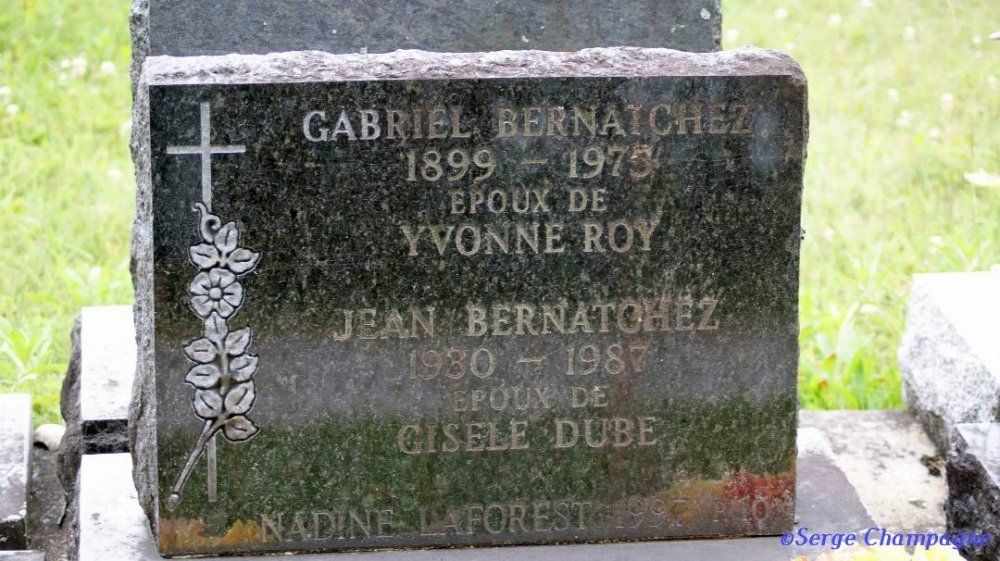 GABRIEL BERNATCHEZ
1899 – 1975
EPOUX DE
YVONNE ROY
JEAN BERNATCHEZ
1930 – 1987
EPOUX DE
GISELE DUBE
NADINE LAFOREST
©Serge Champagne